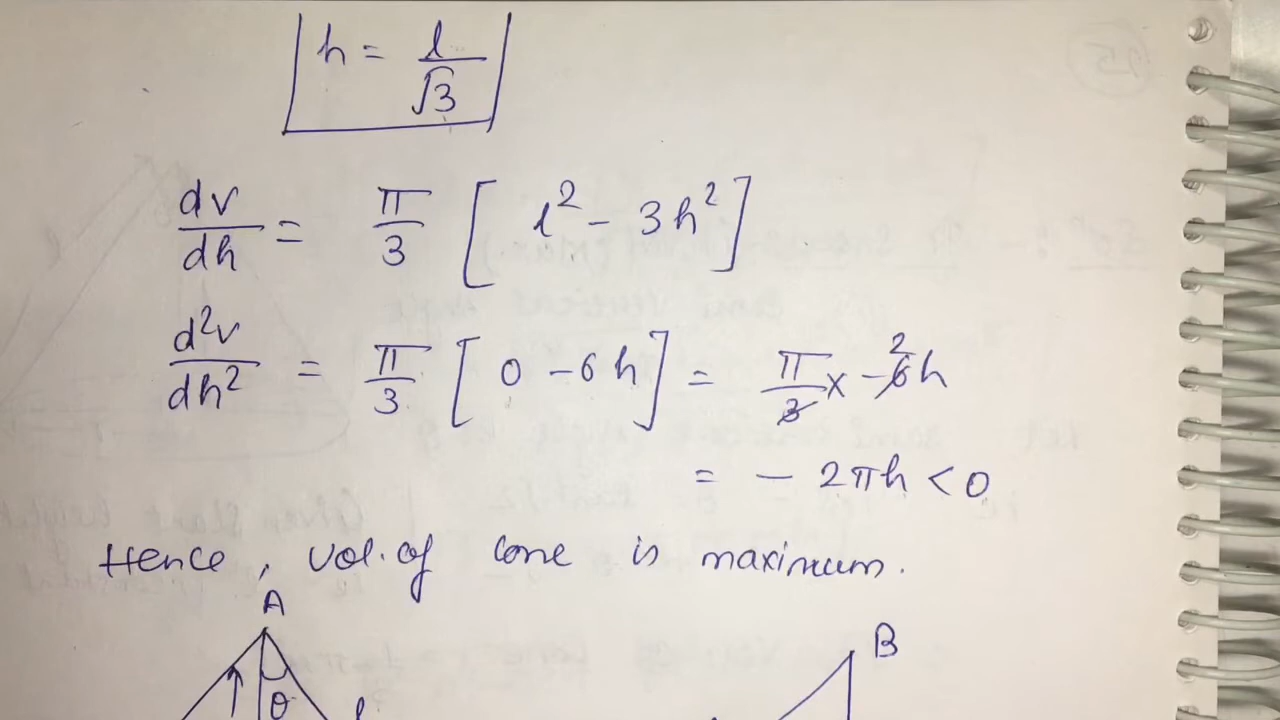 h = l/√3
dv/dh = π/3 [ l² - 3h² ]
d²v/dh² = π/3 [ 0 - 6h ] = π/3 x -6h 2
= - 2πh < 0
Hence, vol. of cone is maximum.
A
B
θ
l